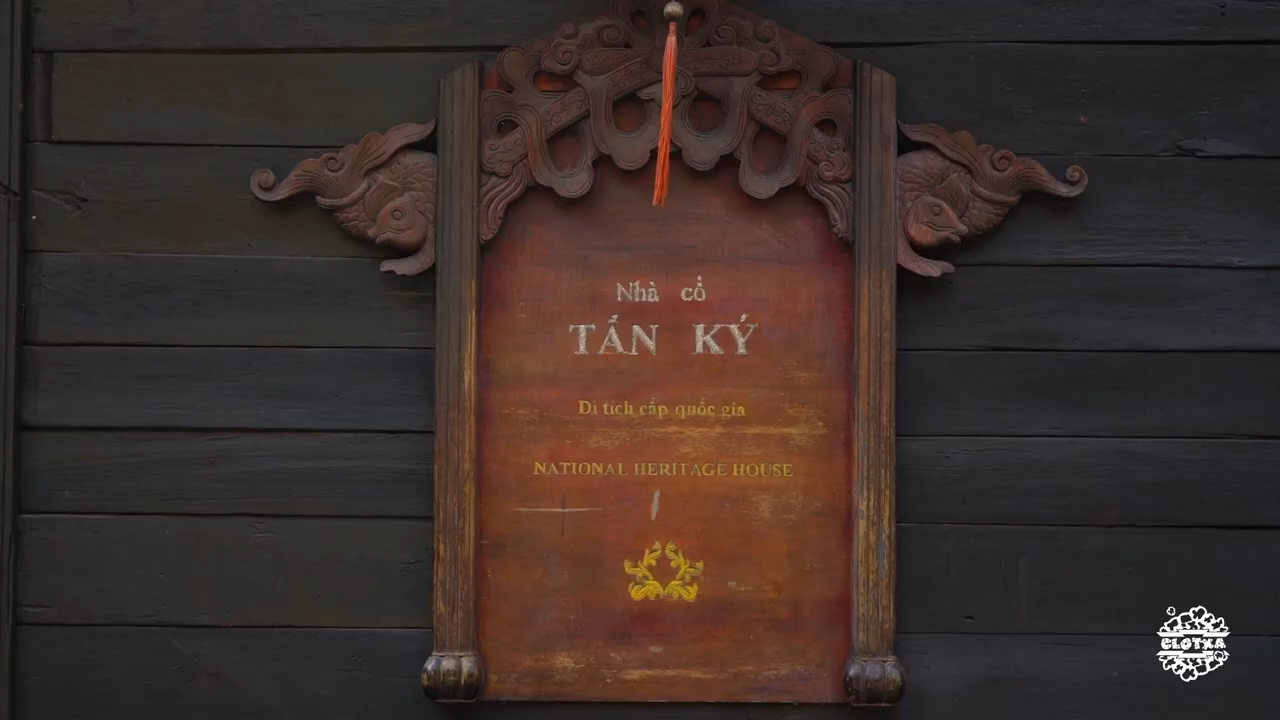 Nhà cổ
TẤN KÝ
Di tích cấp quốc gia
NATIONAL HERITAGE HOUSE
CLOTXA